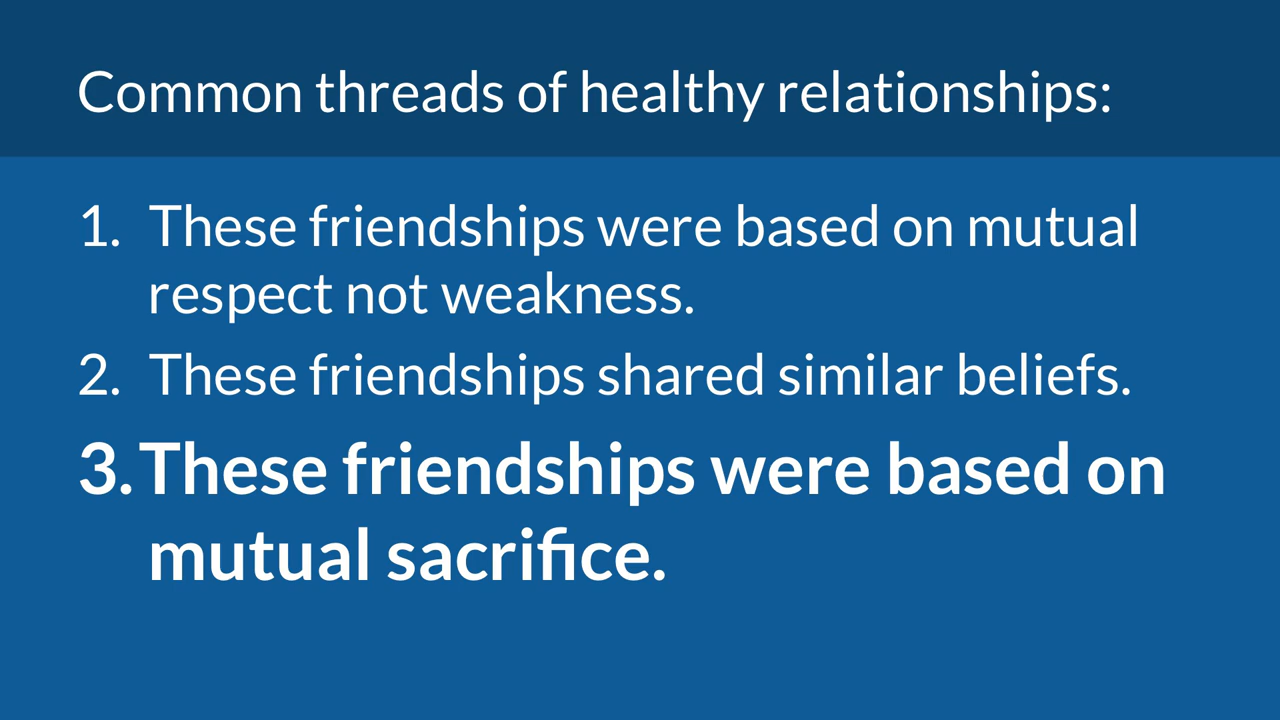 Common threads of healthy relationships:
1. These friendships were based on mutual
respect not weakness.
2. These friendships shared similar beliefs.
3. These friendships were based on
mutual sacrifice.